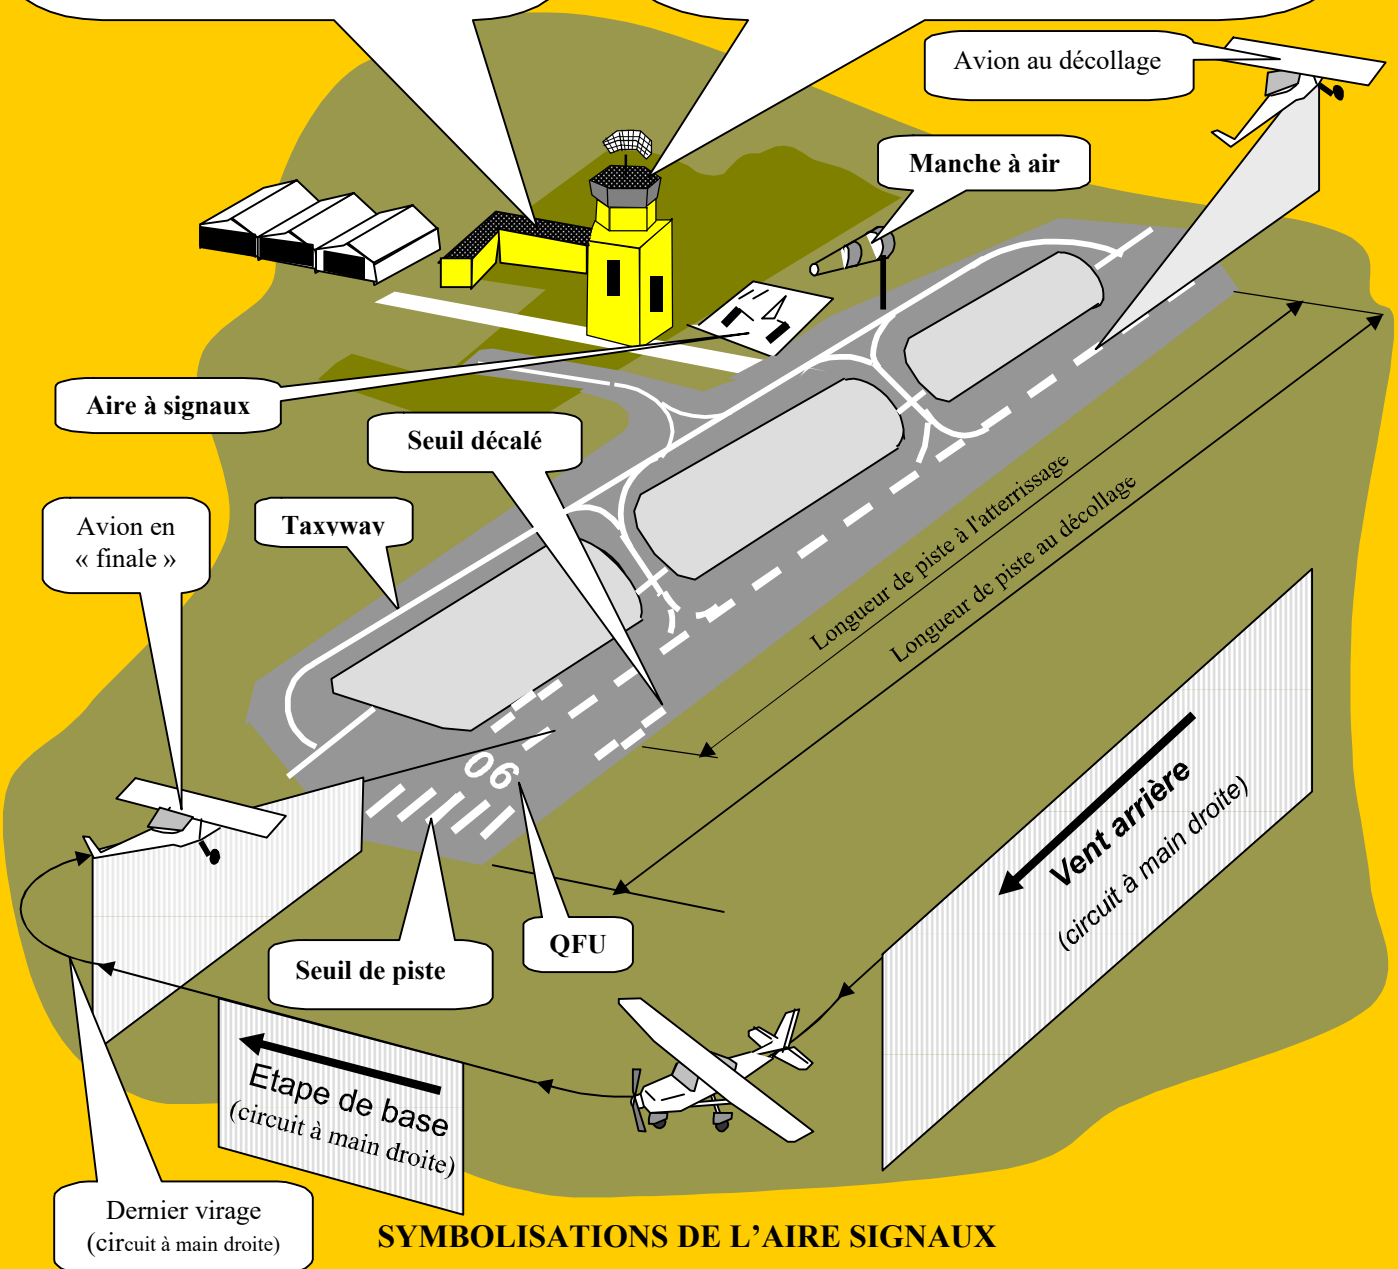 Avion au décollage
Manche à air
Aire à signaux
Seuil décalé
Avion en
« finale »
Taxyway
Longueur de piste à l'atterrissage
Longueur de piste au décollage
Vent arrière
(circuit à main droite)
06
QFU
Seuil de piste
Etape de base
(circuit à main droite)
Dernier virage
(circuit à main droite)
SYMBOLISATIONS DE L’AIRE SIGNAUX